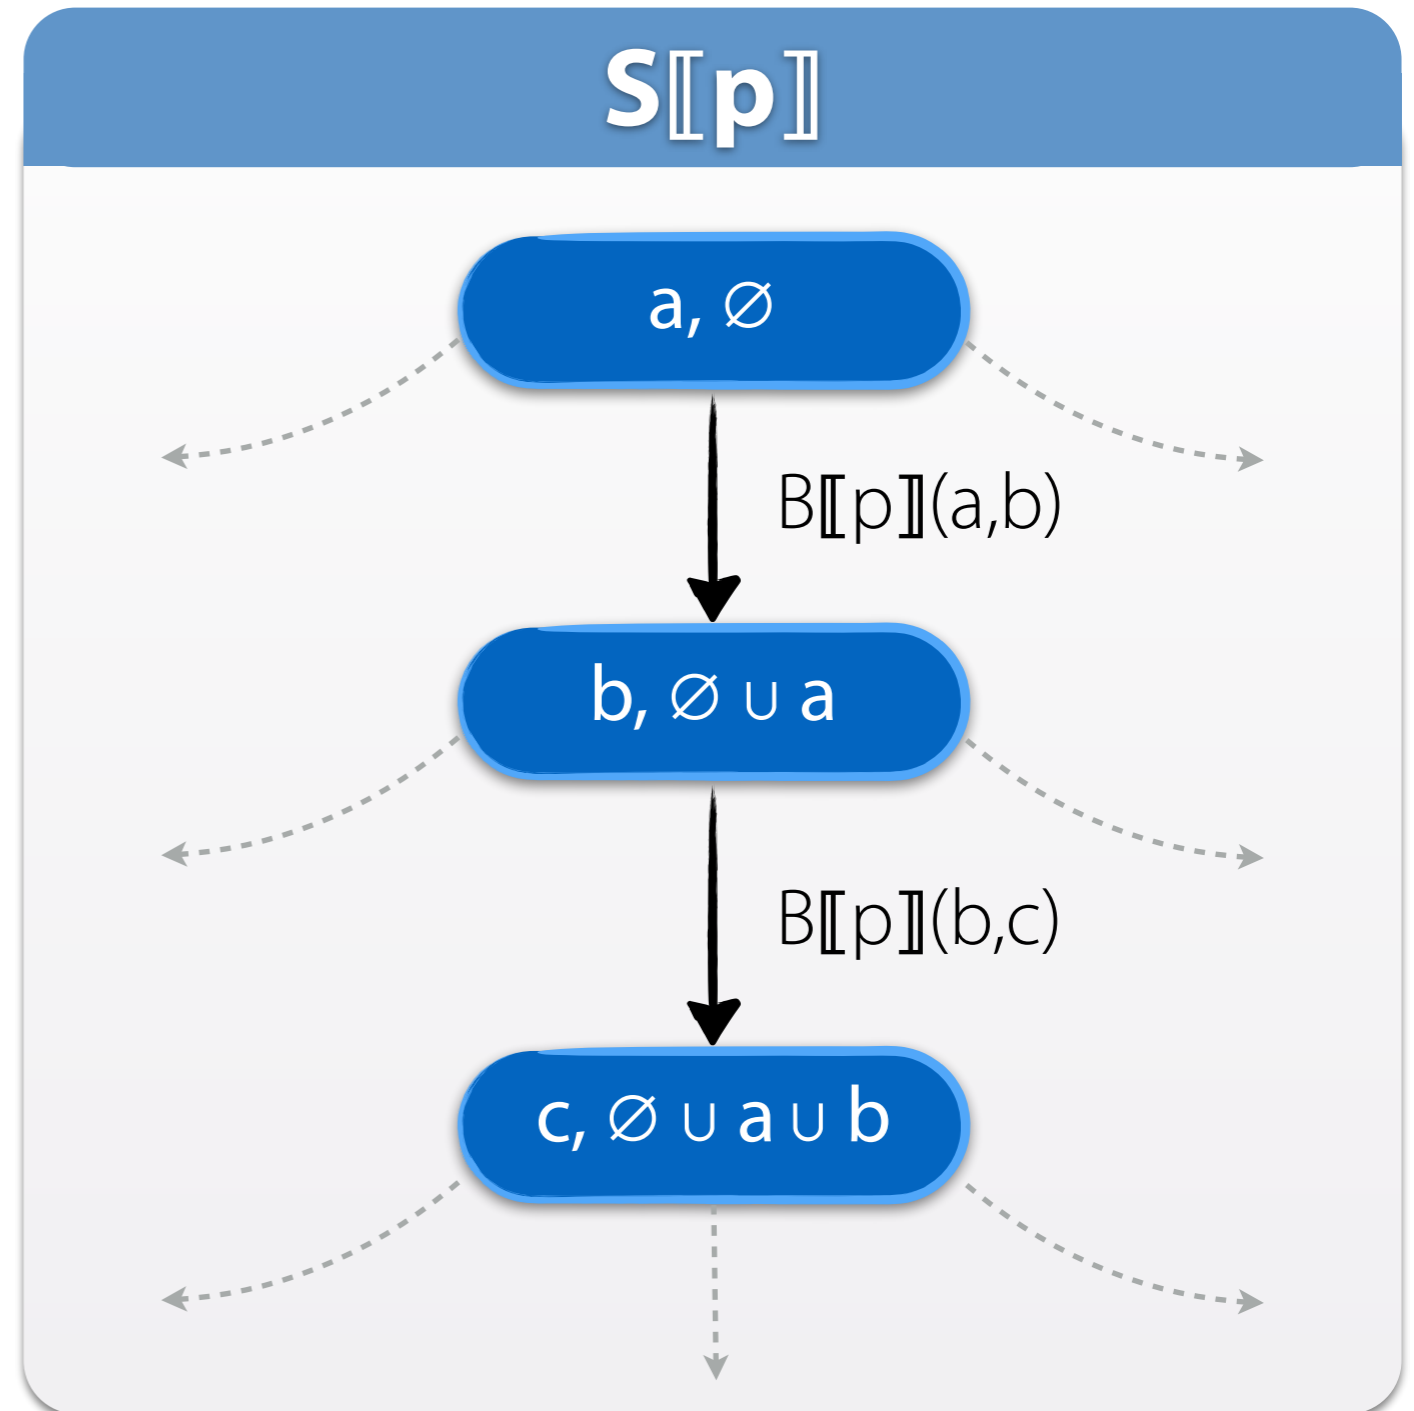 S⟦p⟧
a, ∅
B⟦p⟧(a,b)
b, ∅ ∪ a
B⟦p⟧(b,c)
c, ∅ ∪ a ∪ b